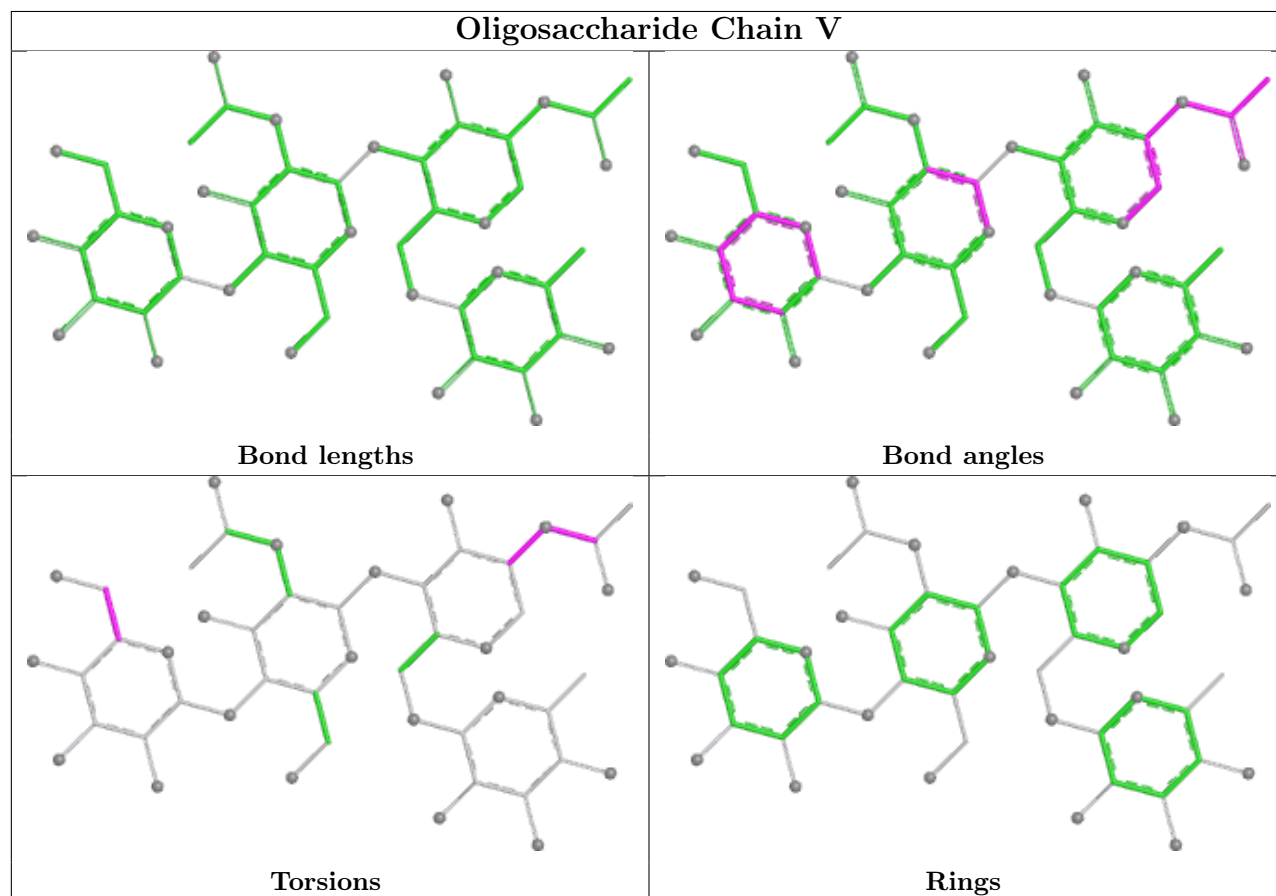 Oligosaccharide Chain V
Bond lengths
Bond angles
Torsions
Rings